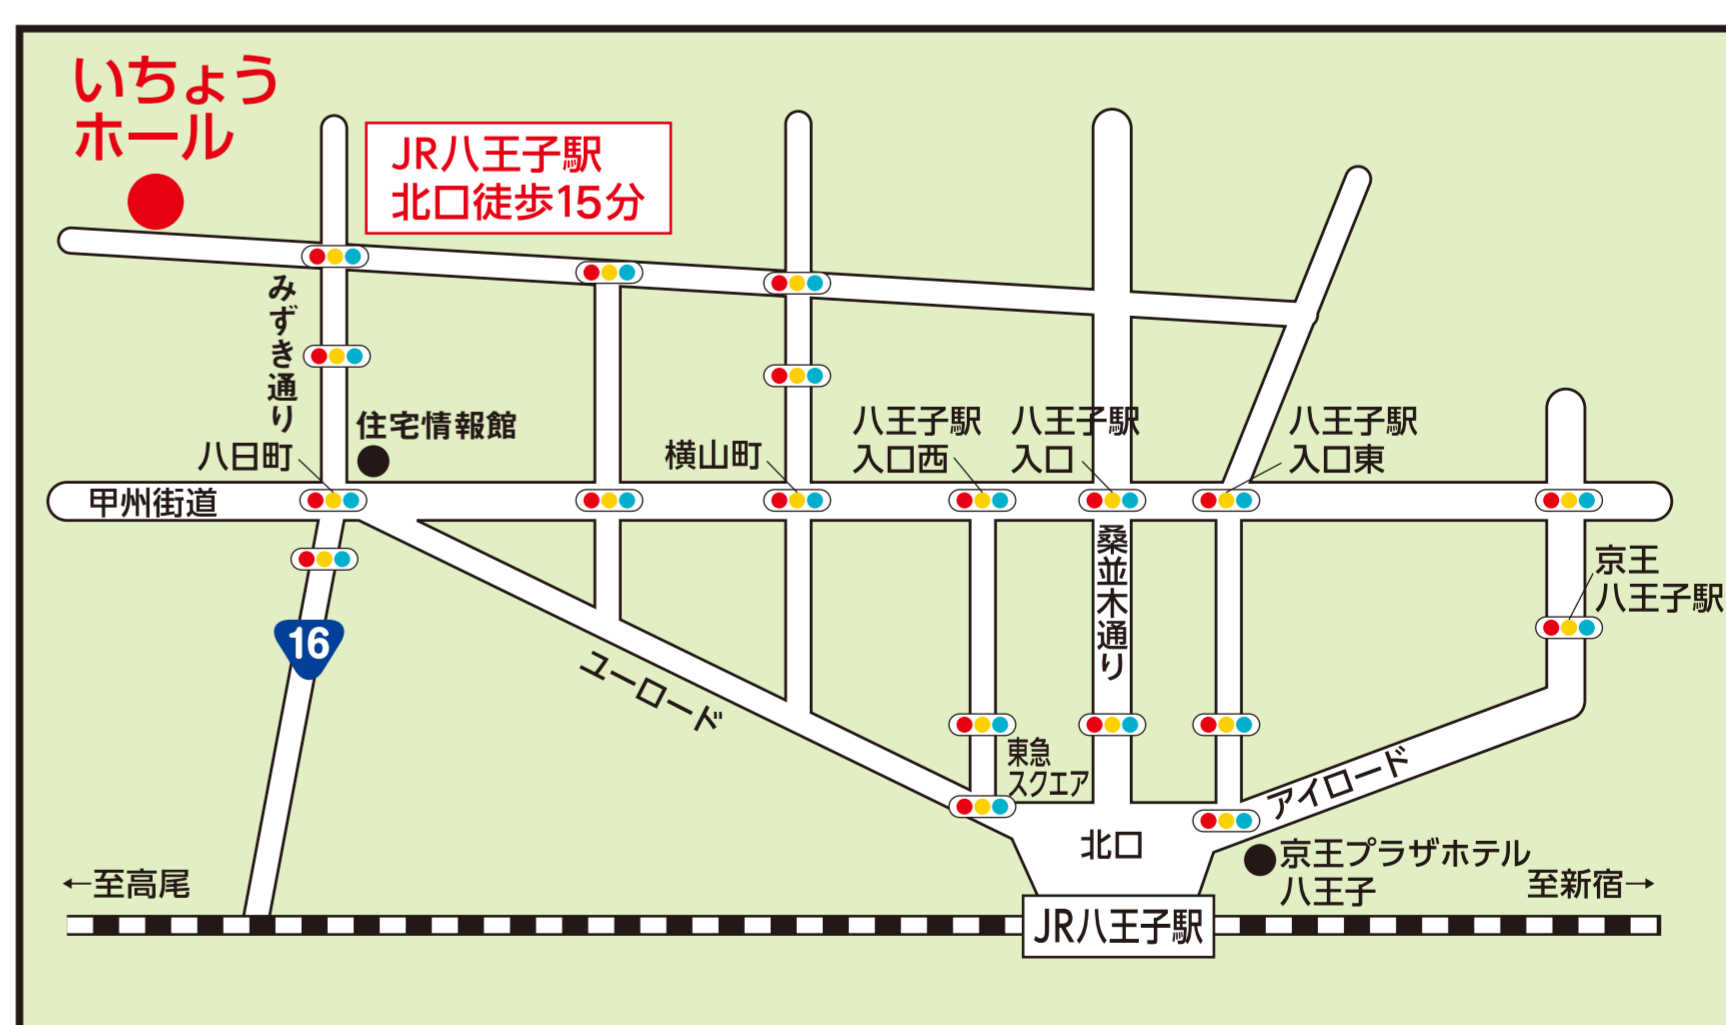 いちょう
ホール
JR八王子駅
北口徒歩15分
みずき通り
住宅情報館
八日町
横山町
八王子駅
入口西
八王子駅
入口
八王子駅
入口東
甲州街道
桑並木通り
京王
八王子駅
16
ユーロード
東急
スクエア
アイロード
北口
京王プラザホテル
八王子
←至高尾
至新宿→
JR八王子駅